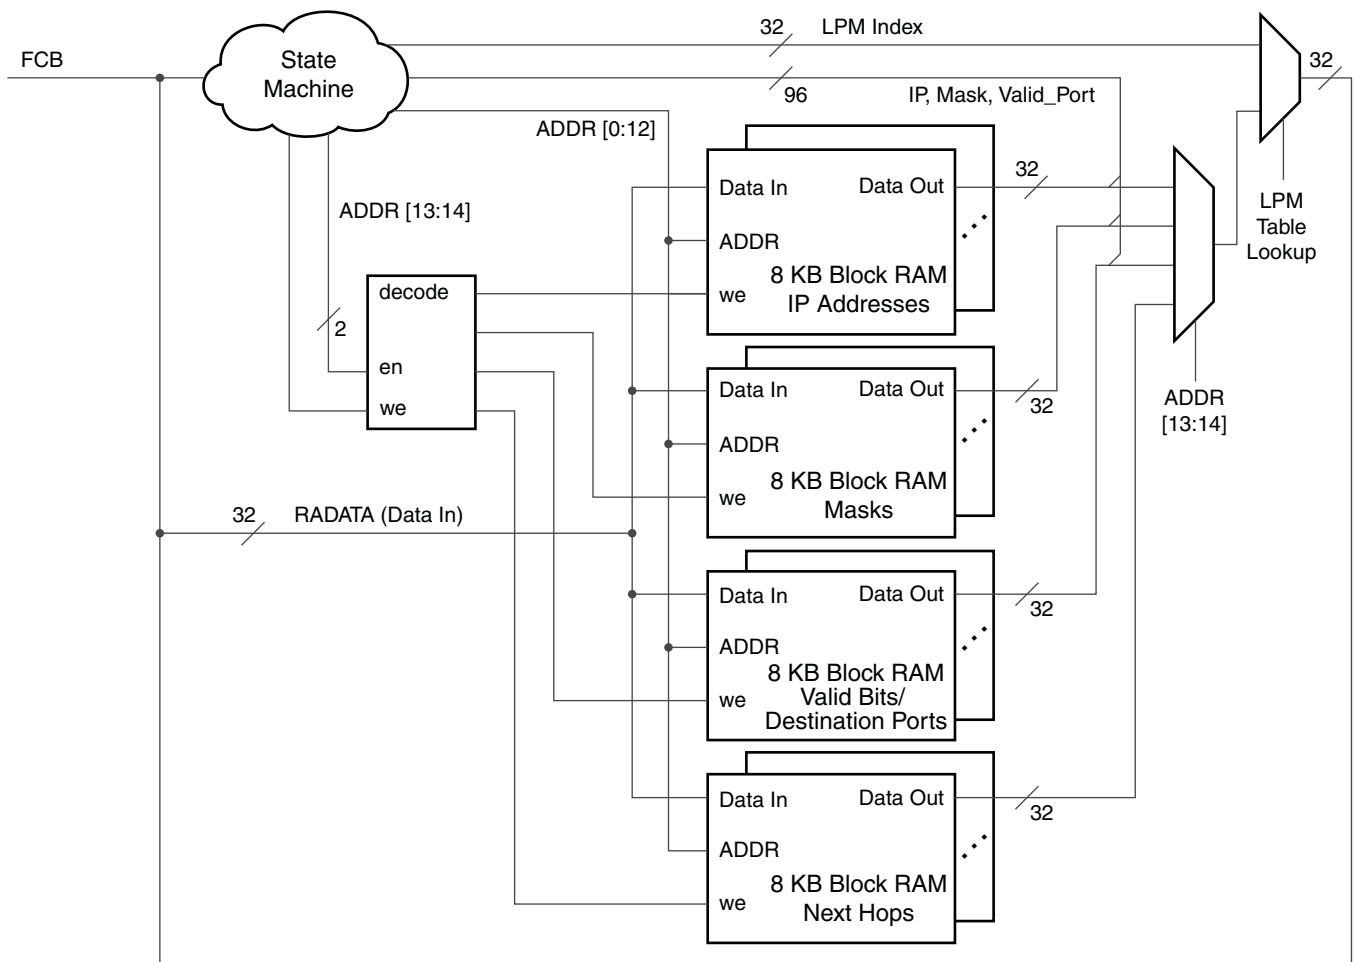 FCB
State
Machine
32
LPM Index
32
96
IP, Mask, Valid_Port
ADDR [0:12]
ADDR [13:14]
2
decode
en
we
32
RADATA (Data In)
Data In
Data Out
ADDR
we
8 KB Block RAM
IP Addresses
32
Data In
Data Out
ADDR
we
8 KB Block RAM
Masks
32
Data In
Data Out
ADDR
we
8 KB Block RAM
Valid Bits/
Destination Ports
32
Data In
Data Out
ADDR
we
8 KB Block RAM
Next Hops
32
LPM
Table
Lookup
ADDR
[13:14]